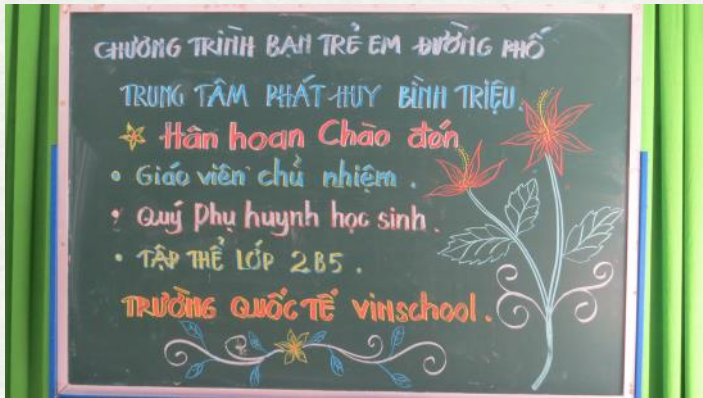 CHƯƠNG TRÌNH BẠN TRẺ EM ĐƯỜNG PHỐ
TRUNG TÂM PHÁT HUY BÌNH TRIỆU.
Hân hoan Chào đón
• Giáo viên chủ nhiệm.
• Quý Phụ huynh học sinh.
• TẬP THỂ LỚP 2B5.
TRƯỜNG QUỐC TẾ vinschool.